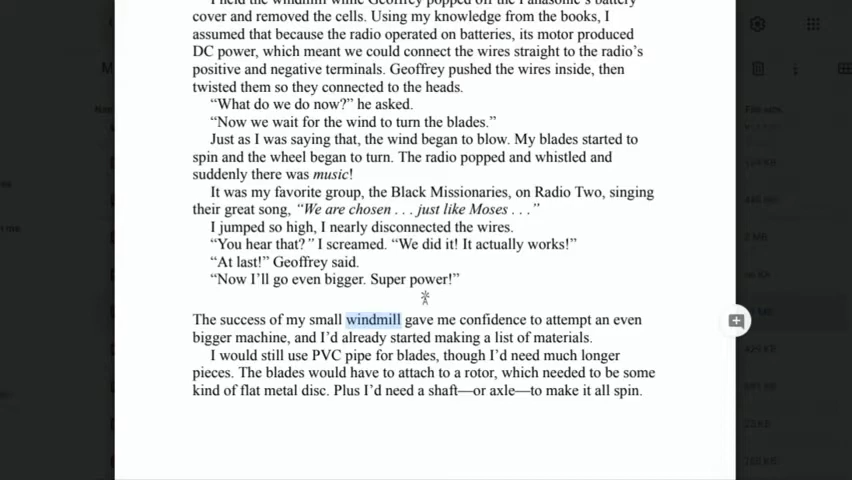 I held the windmill while Geoffrey popped off the Panasonic's battery
cover and removed the cells. Using my knowledge from the books, I
assumed that because the radio operated on batteries, its motor produced
DC power, which meant we could connect the wires straight to the radio's
positive and negative terminals. Geoffrey pushed the wires inside, then
twisted them so they connected to the heads.
“What do we do now?” he asked.
“Now we wait for the wind to turn the blades.”
Just as I was saying that, the wind began to blow. My blades started to
spin and the wheel began to turn. The radio popped and whistled and
suddenly there was music!
It was my favorite group, the Black Missionaries, on Radio Two, singing
their great song, “We are chosen . . . just like Moses . . .”
I jumped so high, I nearly disconnected the wires.
“You hear that?” I screamed. “We did it! It actually works!”
“At last!” Geoffrey said.
“Now I'll go even bigger. Super power!”
The success of my small windmill gave me confidence to attempt an even
bigger machine, and I'd already started making a list of materials.
I would still use PVC pipe for blades, though I'd need much longer
pieces. The blades would have to attach to a rotor, which needed to be some
kind of flat metal disc. Plus I'd need a shaft—or axle—to make it all spin.